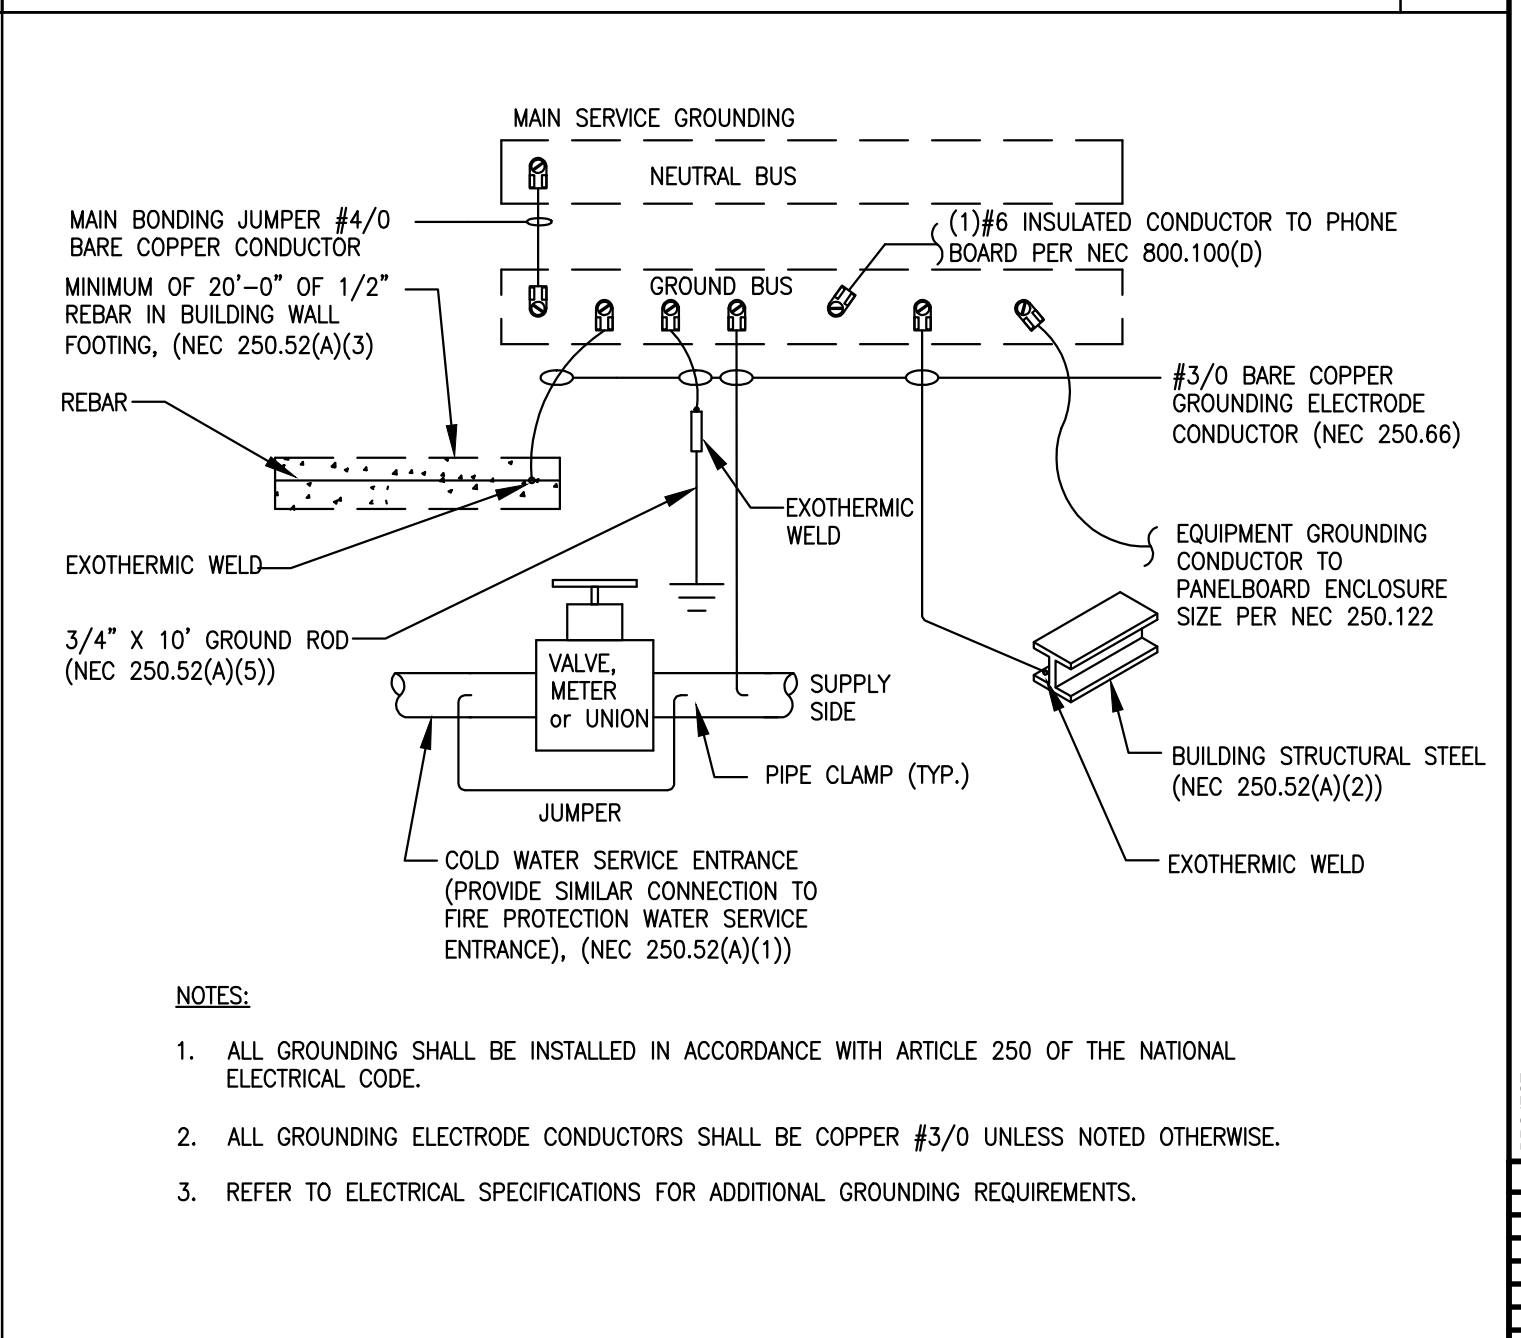 MAIN SERVICE GROUNDING
NEUTRAL BUS
MAIN BONDING JUMPER #4/0
BARE COPPER CONDUCTOR
(1)#6 INSULATED CONDUCTOR TO PHONE
BOARD PER NEC 800.100(D)
GROUND BUS
MINIMUM OF 20'-0" OF 1/2"
REBAR IN BUILDING WALL
FOOTING, (NEC 250.52(A)(3)
REBAR
#3/0 BARE COPPER
GROUNDING ELECTRODE
CONDUCTOR (NEC 250.66)
EXOTHERMIC
WELD
EXOTHERMIC WELD
EQUIPMENT GROUNDING
CONDUCTOR TO
PANELBOARD ENCLOSURE
SIZE PER NEC 250.122
3/4" X 10' GROUND ROD
(NEC 250.52(A)(5))
VALVE,
METER
or UNION
SUPPLY
SIDE
PIPE CLAMP (TYP.)
JUMPER
BUILDING STRUCTURAL STEEL
(NEC 250.52(A)(2))
EXOTHERMIC WELD
COLD WATER SERVICE ENTRANCE
(PROVIDE SIMILAR CONNECTION TO
FIRE PROTECTION WATER SERVICE
ENTRANCE), (NEC 250.52(A)(1))
NOTES:
1. ALL GROUNDING SHALL BE INSTALLED IN ACCORDANCE WITH ARTICLE 250 OF THE NATIONAL
ELECTRICAL CODE.
2. ALL GROUNDING ELECTRODE CONDUCTORS SHALL BE COPPER #3/0 UNLESS NOTED OTHERWISE.
3. REFER TO ELECTRICAL SPECIFICATIONS FOR ADDITIONAL GROUNDING REQUIREMENTS.